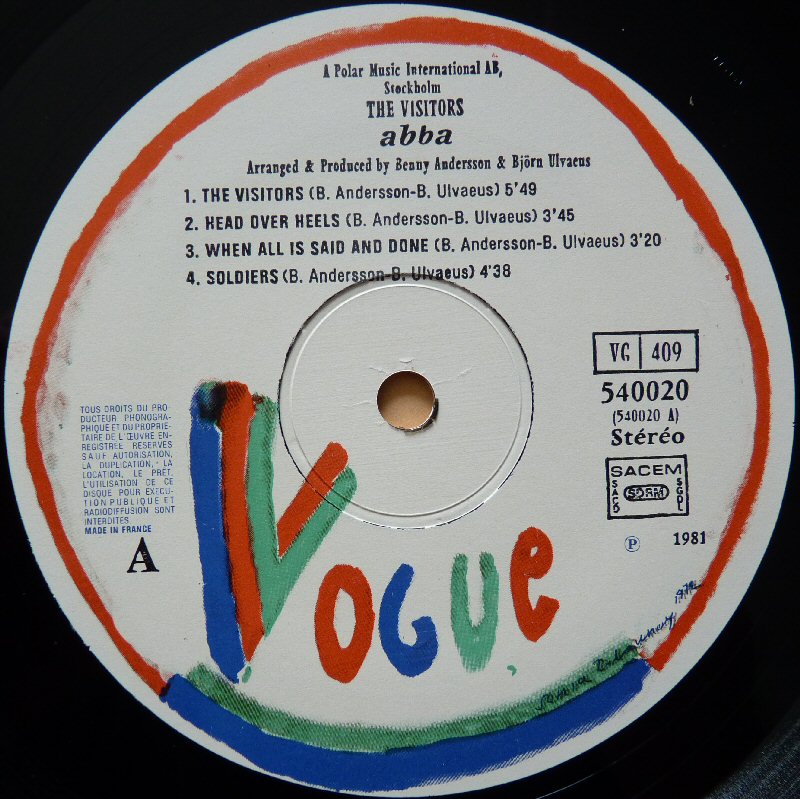 A Polar Music International AB,
Stockholm
THE VISITORS
abba
Arranged & Produced by Benny Andersson & Björn Ulvaeus
1. THE VISITORS (B. Andersson-B. Ulvaeus) 5'49
2. HEAD OVER HEELS (B. Andersson-B. Ulvaeus) 3'45
3. WHEN ALL IS SAID AND DONE (B. Andersson-B. Ulvaeus) 3'20
4. SOLDIERS (B. Andersson-B. Ulvaeus) 4'38
VG 409
540020
(540020 A)
Stéréo
SACEM
SACD SDRM SGDL
℗ 1981
TOUS DROITS DU PRO-
DUCTEUR PHONOGRA-
PHIQUE ET DU PROPRIE-
TAIRE DE L'ŒUVRE EN-
REGISTREE RESERVES
SAUF AUTORISATION,
LA DUPLICATION, LA
LOCATION, LE PRET,
L'UTILISATION DE CE
DISQUE POUR EXECU-
TION PUBLIQUE ET
RADIODIFFUSION SONT
INTERDITES
MADE IN FRANCE
A
VOGUE